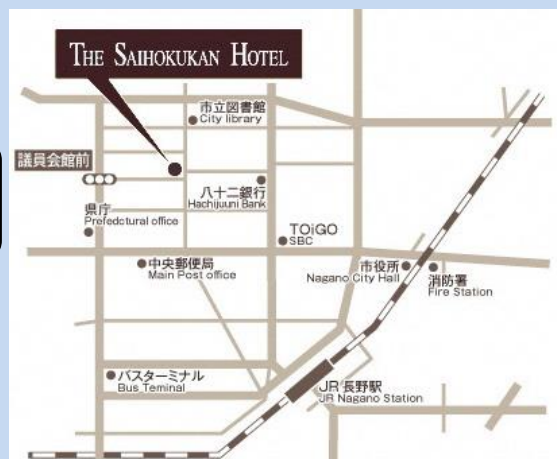 THE SAIHOKUKAN HOTEL
市立図書館
City library
議員会館前
八十二銀行
Hachijuuni Bank
県庁
Prefedctural office
TOiGO
SBC
中央郵便局
Main Post office
市役所
Nagano City Hall
消防署
Fire Station
バスターミナル
Bus Teminal
JR 長野駅
JR Nagano Station